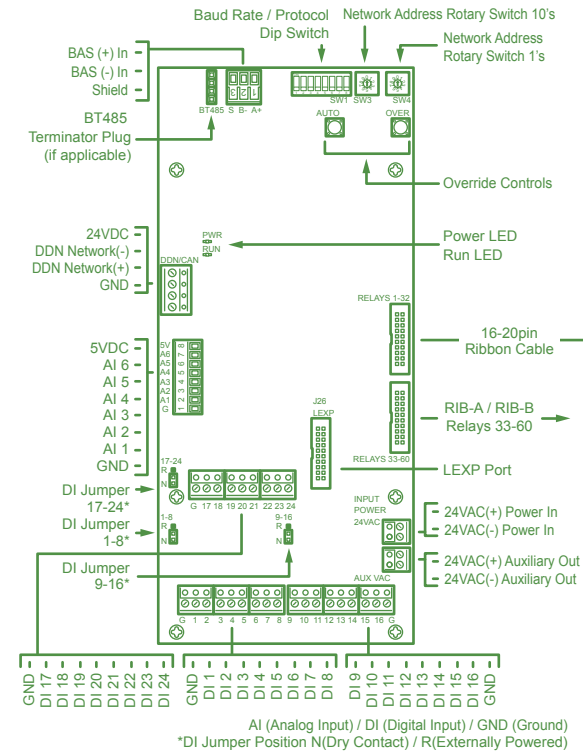 Baud Rate / Protocol
Dip Switch
Network Address Rotary Switch 10's
Network Address
Rotary Switch 1's
BAS (+) In
BAS (-) In
Shield
BT485
Terminator Plug
(if applicable)
BT485
3 2 1
S B- A+
SW1
SW3
SW4
AUTO
OVER
Override Controls
24VDC
DDN Network(-)
DDN Network(+)
GND
PWR
RUN
DDN/CAN
Power LED
Run LED
RELAYS 1-32
16-20pin
Ribbon Cable
5VDC
AI 6
AI 5
AI 4
AI 3
AI 2
AI 1
GND
5V 8
A6 7
A5 6
A4 5
A3 4
A2 3
A1 2
G 1
J26
LEXP
RIB-A / RIB-B
Relays 33-60
RELAYS 33-60
LEXP Port
DI Jumper
17-24*
DI Jumper
1-8*
DI Jumper
9-16*
17-24
R
N
G 17 18 19 20 21 22 23 24
1-8
R
N
9-16
R
N
INPUT
POWER
24VAC
24VAC(+) Power In
24VAC(-) Power In
24VAC(+) Auxiliary Out
24VAC(-) Auxiliary Out
AUX VAC
G 1 2 3 4 5 6 7 8 9 10 11 12 13 14 15 16 G
GND
DI 17
DI 18
DI 19
DI 20
DI 21
DI 22
DI 23
DI 24
GND
DI 1
DI 2
DI 3
DI 4
DI 5
DI 6
DI 7
DI 8
DI 9
DI 10
DI 11
DI 12
DI 13
DI 14
DI 15
DI 16
GND
AI (Analog Input) / DI (Digital Input) / GND (Ground)
*DI Jumper Position N(Dry Contact) / R(Externally Powered)